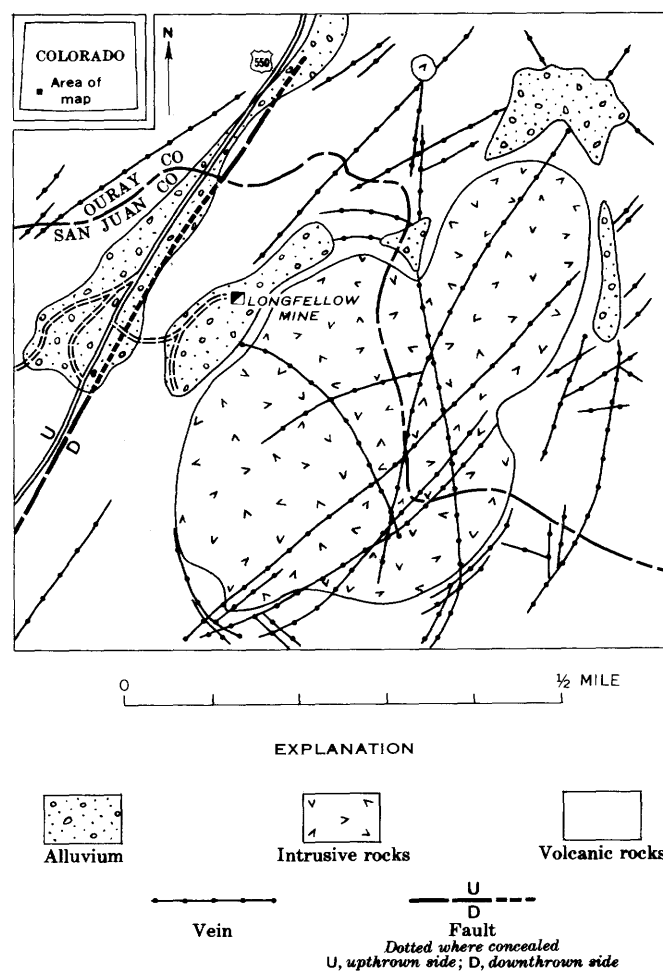 COLORADO
Area of
map
N
550
OURAY CO
SAN JUAN CO
LONGFELLOW
MINE
U
D
0
½ MILE
EXPLANATION
Alluvium
Intrusive rocks
Volcanic rocks
Vein
U
D
Fault
Dotted where concealed
U, upthrown side; D, downthrown side